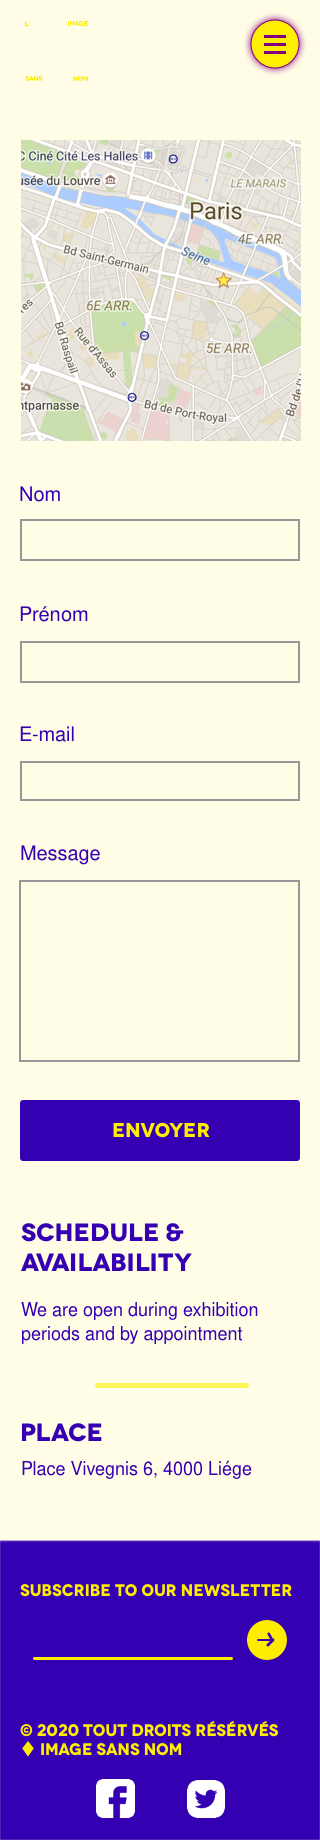 L' IMAGE
SANS NOM
C Ciné Cité Les Halles
usée du Louvre
LE MARAIS
Paris
4E ARR.
Bd Saint-Germain
Seine
6E ARR.
Bd Raspail
Rue d'Assas
5E ARR.
ntparnasse
Bd de Port-Royal
Bd de l'
Nom
Prénom
E-mail
Message
ENVOYER
SCHEDULE &
AVAILABILITY
We are open during exhibition
periods and by appointment
PLACE
Place Vivegnis 6, 4000 Liége
SUBSCRIBE TO OUR NEWSLETTER
© 2020 TOUT DROITS RÉSÉRVÉS
♦ IMAGE SANS NOM